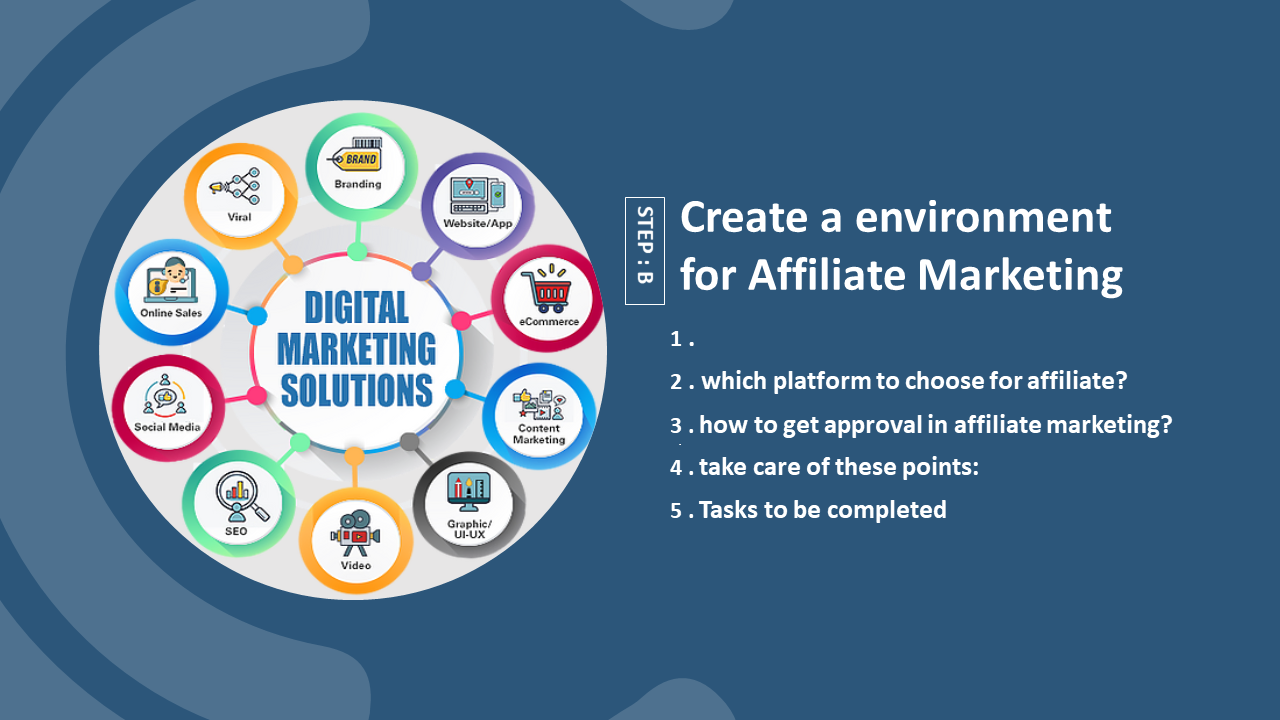 BRAND
Branding
Viral
Website/App
Online Sales
eCommerce
DIGITAL
MARKETING
SOLUTIONS
Social Media
Content
Marketing
SEO
Graphic/
UI-UX
Video
STEP : B
Create a environment
for Affiliate Marketing
1 .
2 . which platform to choose for affiliate?
3 . how to get approval in affiliate marketing?
4 . take care of these points:
5 . Tasks to be completed